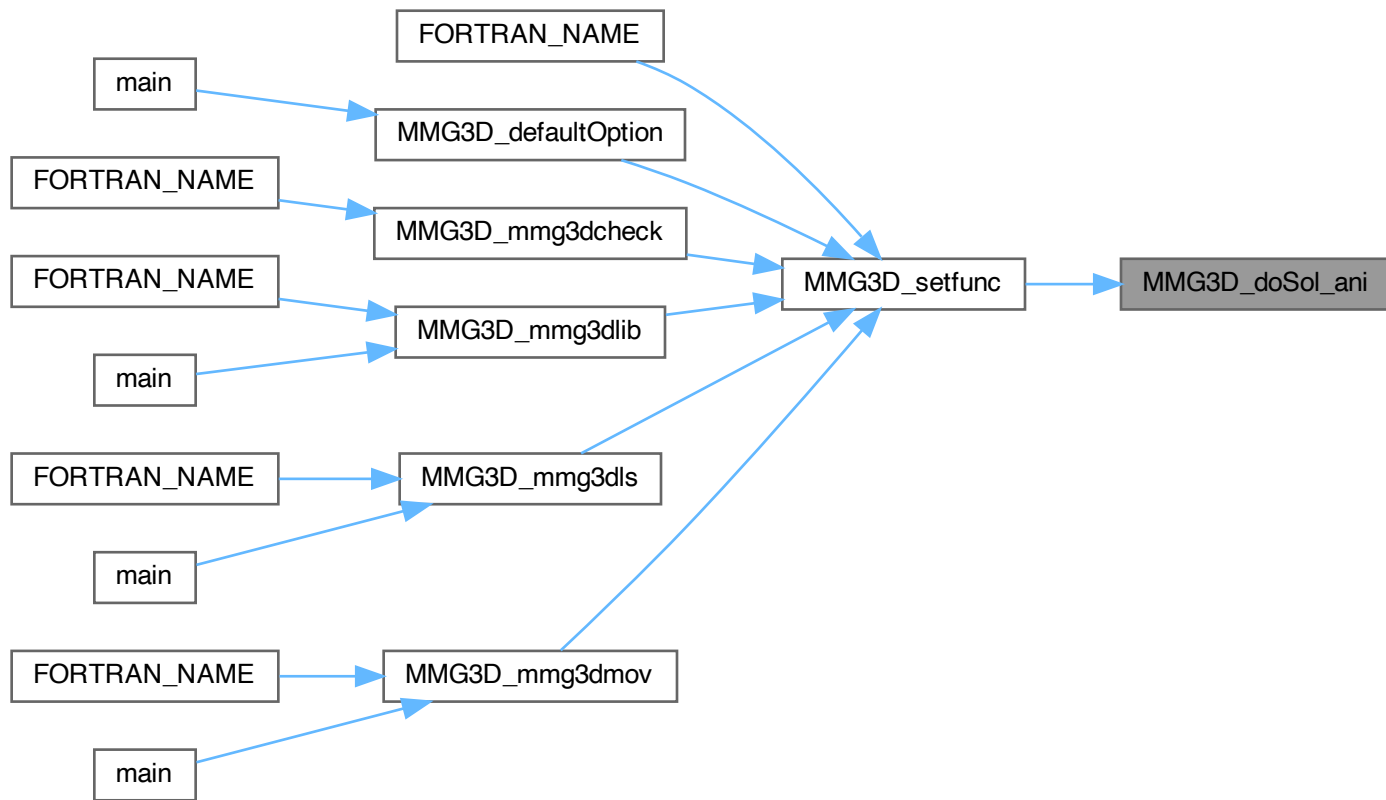 FORTRAN_NAME
main
MMG3D_defaultOption
FORTRAN_NAME
MMG3D_mmg3dcheck
FORTRAN_NAME
MMG3D_setfunc
MMG3D_doSol_ani
MMG3D_mmg3dlib
main
FORTRAN_NAME
MMG3D_mmg3dls
main
FORTRAN_NAME
MMG3D_mmg3dmov
main